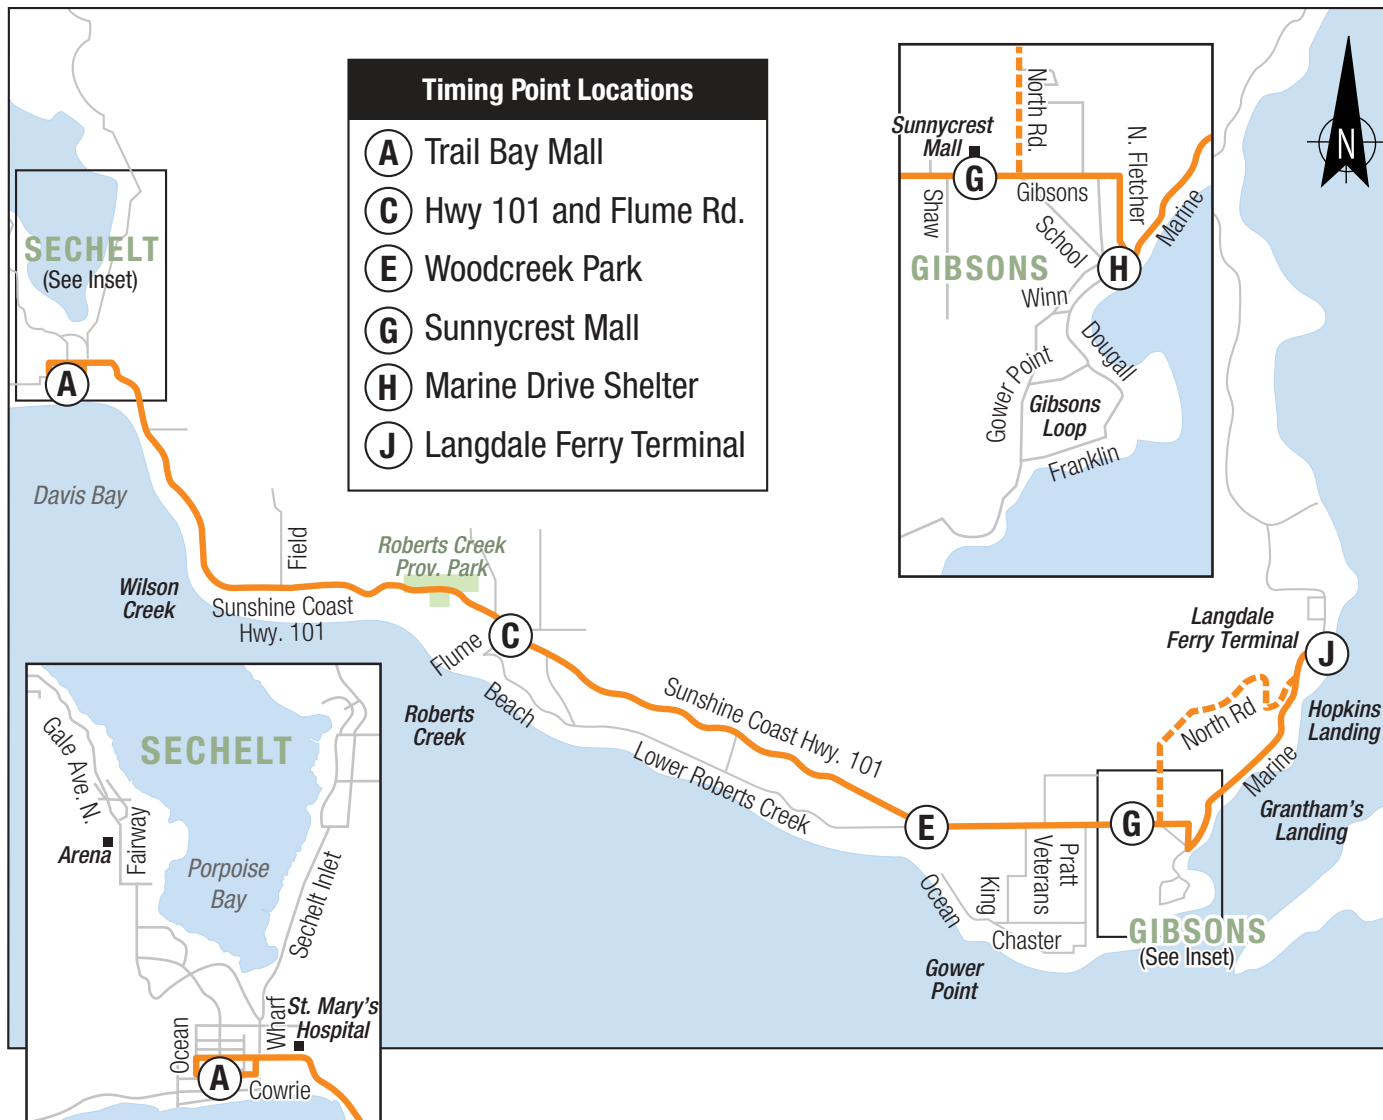 Timing Point Locations
A Trail Bay Mall
C Hwy 101 and Flume Rd.
E Woodcreek Park
G Sunnycrest Mall
H Marine Drive Shelter
J Langdale Ferry Terminal
SECHELT
(See Inset)
A
Davis Bay
Wilson
Creek
Field
Sunshine Coast
Hwy. 101
Roberts Creek
Prov. Park
C
Flume
Beach
Roberts
Creek
Sunshine Coast Hwy. 101
Lower Roberts Creek
E
Ocean
King
Veterans
Pratt
Chaster
Gower
Point
G
GIBSONS
(See Inset)
North Rd
Marine
Langdale
Ferry Terminal
J
Hopkins
Landing
Grantham's
Landing
N
Sunnycrest
Mall
G
North Rd.
N. Fletcher
Shaw
Gibsons
School
Marine
GIBSONS
H
Winn
Dougall
Gower Point
Gibsons
Loop
Franklin
SECHELT
Gale Ave. N.
Fairway
Arena
Porpoise
Bay
Sechelt Inlet
St. Mary's
Hospital
Wharf
Ocean
A
Cowrie